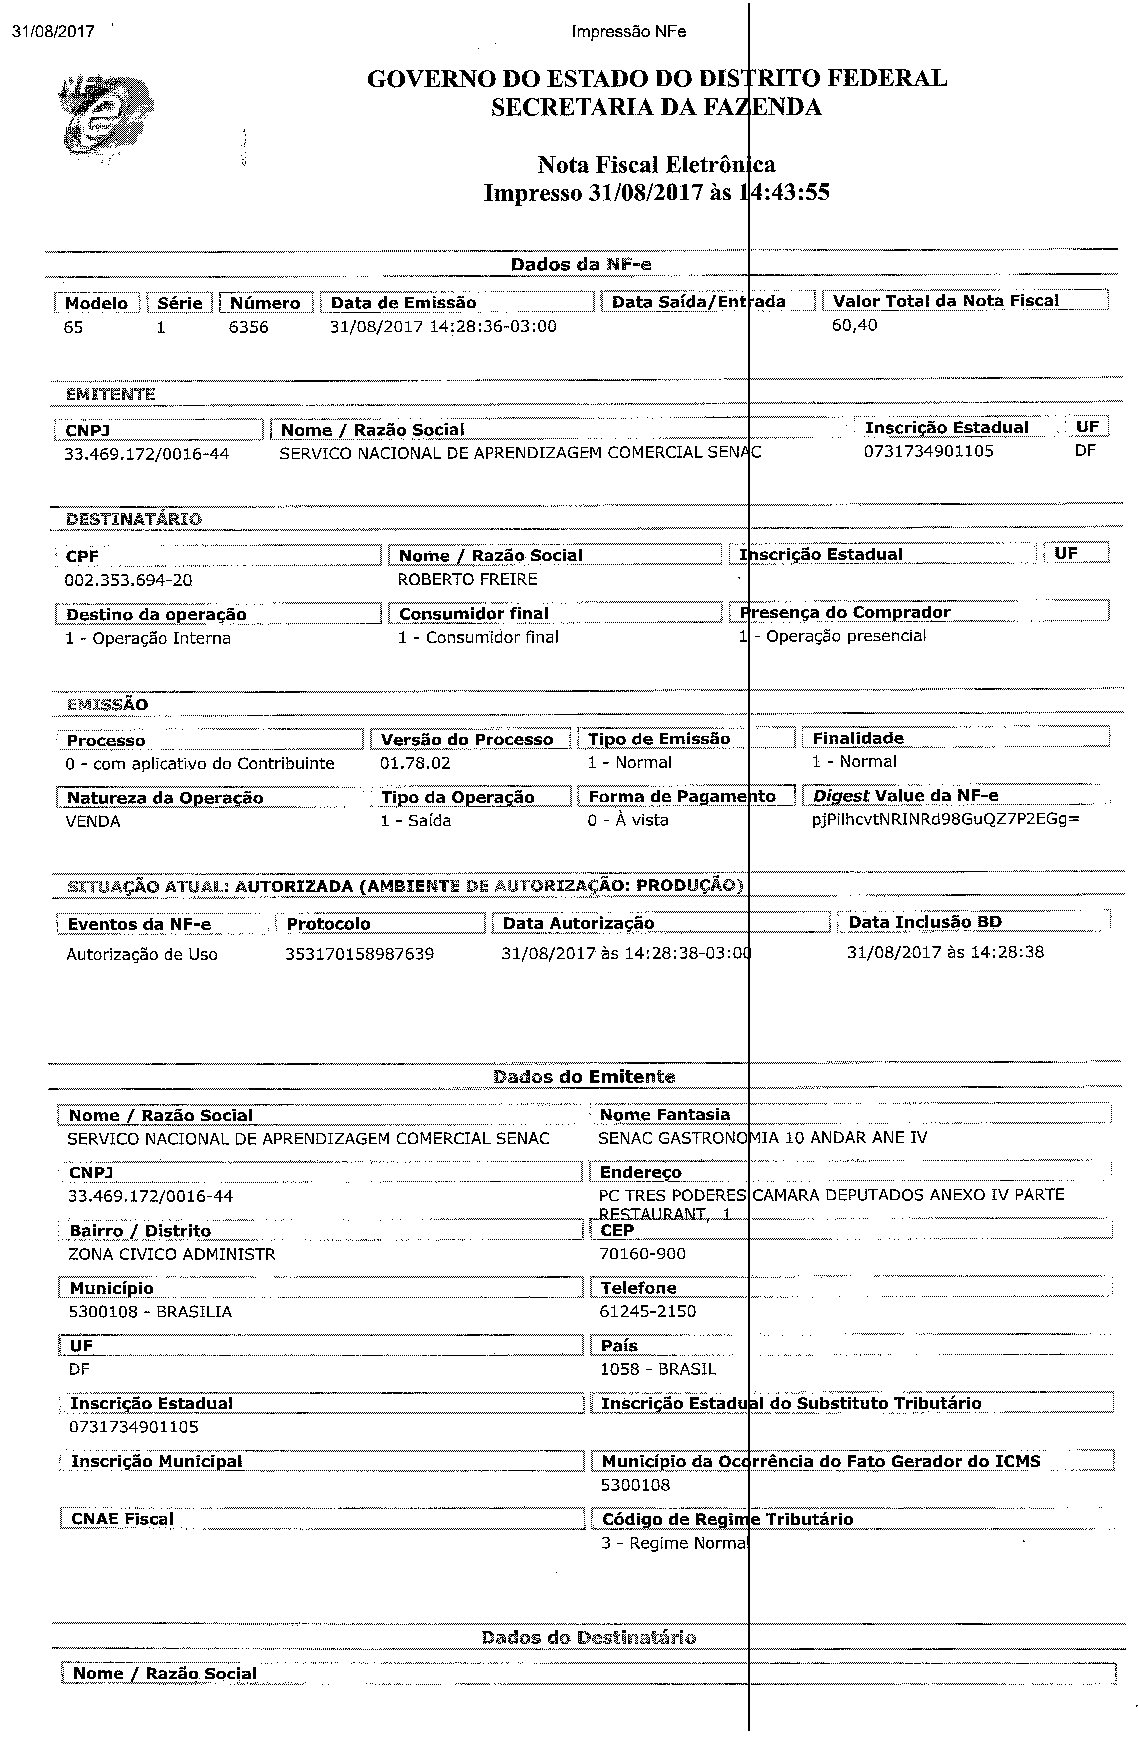 31/08/2017 Impressão NFe
GOVERNO DO ESTADO DO DISTRITO FEDERAL
SECRETARIA DA FAZENDA
Nota Fiscal Eletrônica
Impresso 31/08/2017 às 14:43:55
Dados da NF-e
Modelo Série Número Data de Emissão Data Saída/Entrada Valor Total da Nota Fiscal
65 1 6356 31/08/2017 14:28:36-03:00 60,40
EMITENTE
CNPJ Nome / Razão Social Inscrição Estadual UF
33.469.172/0016-44 SERVICO NACIONAL DE APRENDIZAGEM COMERCIAL SENAC 0731734901105 DF
DESTINATÁRIO
CPF Nome / Razão Social Inscrição Estadual UF
002.353.694-20 ROBERTO FREIRE
Destino da operação Consumidor final Presença do Comprador
1 - Operação Interna 1 - Consumidor final 1 - Operação presencial
EMISSÃO
Processo Versão do Processo Tipo de Emissão Finalidade
0 - com aplicativo do Contribuinte 01.78.02 1 - Normal 1 - Normal
Natureza da Operação Tipo da Operação Forma de Pagamento Digest Value da NF-e
VENDA 1 - Saída 0 - À vista pjPilhcvtNRINRd98GuQZ7P2EGg=
SITUAÇÃO ATUAL: AUTORIZADA (AMBIENTE DE AUTORIZAÇÃO: PRODUÇÃO)
Eventos da NF-e Protocolo Data Autorização Data Inclusão BD
Autorização de Uso 353170158987639 31/08/2017 às 14:28:38-03:00 31/08/2017 às 14:28:38
Dados do Emitente
Nome / Razão Social Nome Fantasia
SERVICO NACIONAL DE APRENDIZAGEM COMERCIAL SENAC SENAC GASTRONOMIA 10 ANDAR ANE IV
CNPJ Endereço
33.469.172/0016-44 PC TRES PODERES CAMARA DEPUTADOS ANEXO IV PARTE
RESTAURANT, 1
Bairro / Distrito CEP
ZONA CIVICO ADMINISTR 70160-900
Município Telefone
5300108 - BRASILIA 61245-2150
UF País
DF 1058 - BRASIL
Inscrição Estadual Inscrição Estadual do Substituto Tributário
0731734901105
Inscrição Municipal Município da Ocorrência do Fato Gerador do ICMS
5300108
CNAE Fiscal Código de Regime Tributário
3 - Regime Normal
Dados do Destinatário
Nome / Razão Social